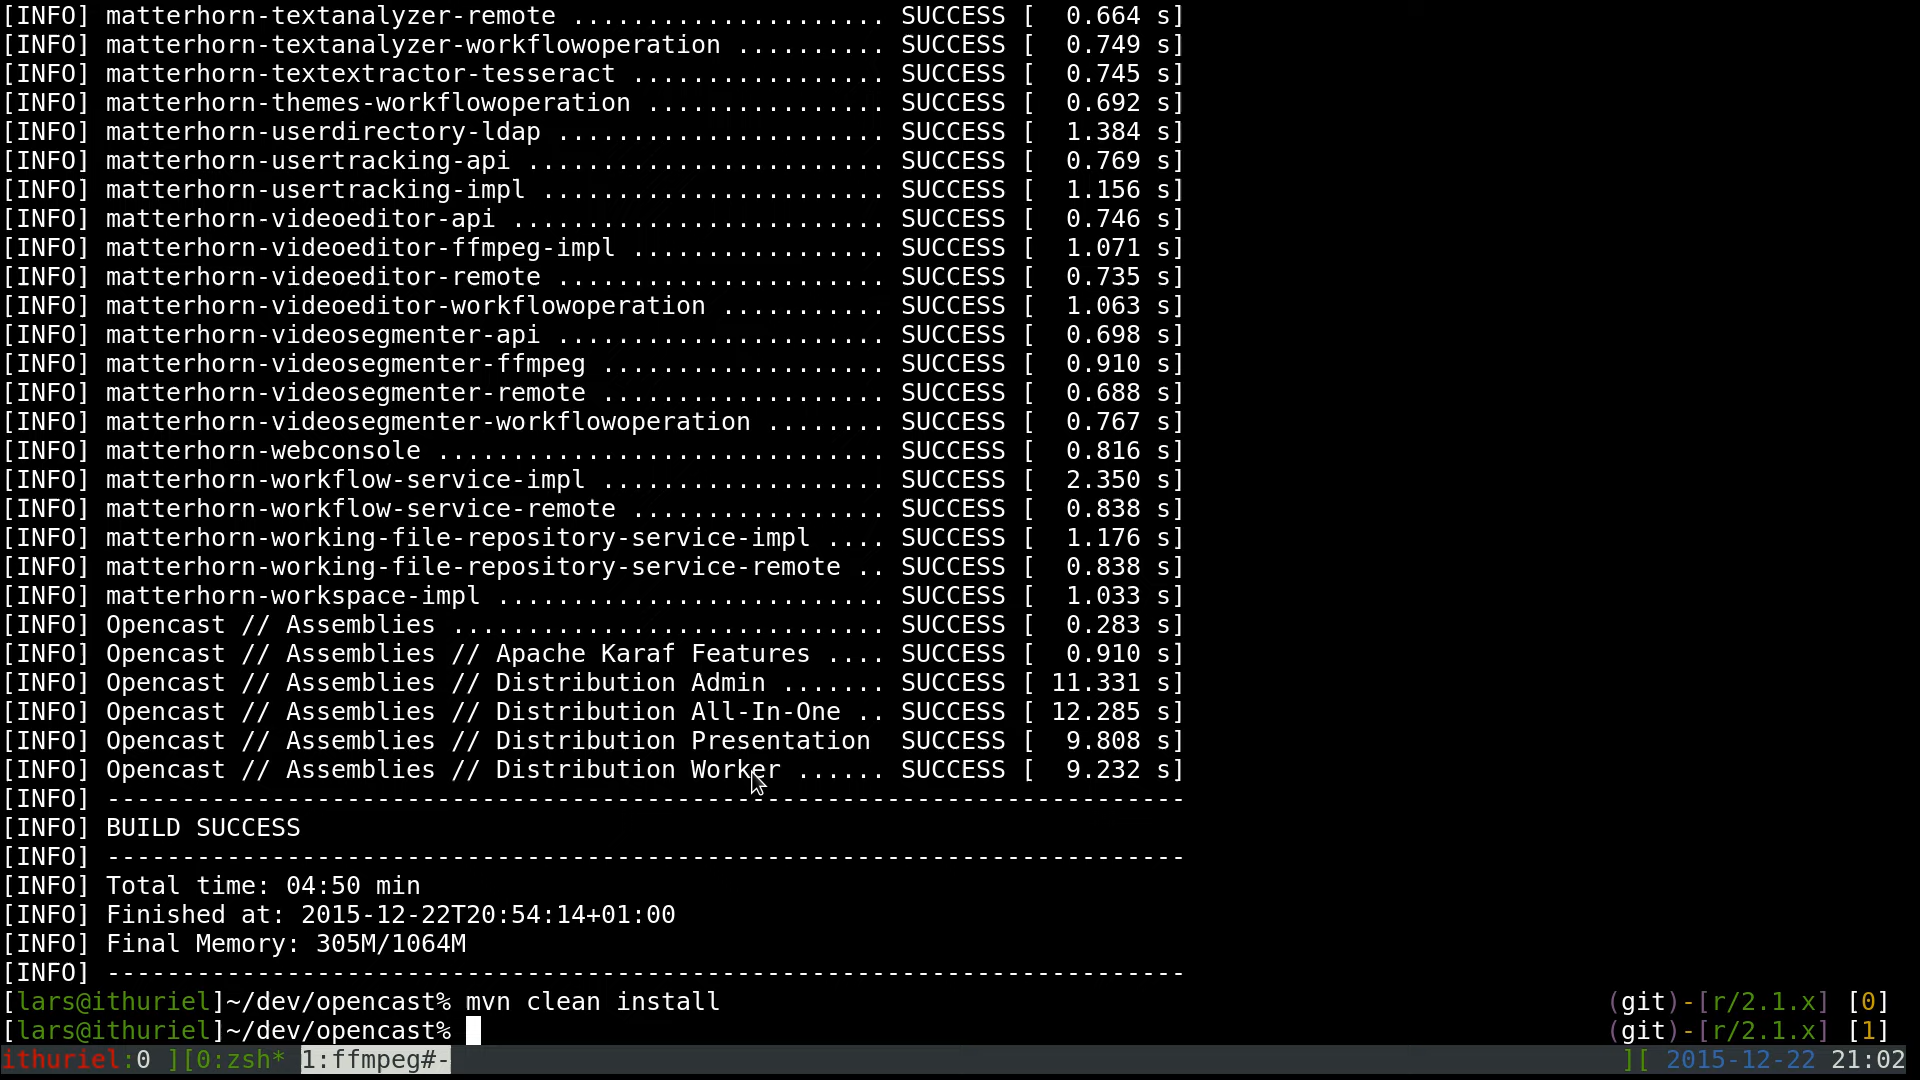 [INFO] matterhorn-textanalyzer-remote ..................... SUCCESS [  0.664 s]
[INFO] matterhorn-textanalyzer-workflowoperation .......... SUCCESS [  0.749 s]
[INFO] matterhorn-textextractor-tesseract ................. SUCCESS [  0.745 s]
[INFO] matterhorn-themes-workflowoperation ................ SUCCESS [  0.692 s]
[INFO] matterhorn-userdirectory-ldap ...................... SUCCESS [  1.384 s]
[INFO] matterhorn-usertracking-api ........................ SUCCESS [  0.769 s]
[INFO] matterhorn-usertracking-impl ....................... SUCCESS [  1.156 s]
[INFO] matterhorn-videoeditor-api ......................... SUCCESS [  0.746 s]
[INFO] matterhorn-videoeditor-ffmpeg-impl ................. SUCCESS [  1.071 s]
[INFO] matterhorn-videoeditor-remote ...................... SUCCESS [  0.735 s]
[INFO] matterhorn-videoeditor-workflowoperation ........... SUCCESS [  1.063 s]
[INFO] matterhorn-videosegmenter-api ...................... SUCCESS [  0.698 s]
[INFO] matterhorn-videosegmenter-ffmpeg ................... SUCCESS [  0.910 s]
[INFO] matterhorn-videosegmenter-remote ................... SUCCESS [  0.688 s]
[INFO] matterhorn-videosegmenter-workflowoperation ........ SUCCESS [  0.767 s]
[INFO] matterhorn-webconsole .............................. SUCCESS [  0.816 s]
[INFO] matterhorn-workflow-service-impl ................... SUCCESS [  2.350 s]
[INFO] matterhorn-workflow-service-remote ................. SUCCESS [  0.838 s]
[INFO] matterhorn-working-file-repository-service-impl .... SUCCESS [  1.176 s]
[INFO] matterhorn-working-file-repository-service-remote .. SUCCESS [  0.838 s]
[INFO] matterhorn-workspace-impl .......................... SUCCESS [  1.033 s]
[INFO] Opencast // Assemblies ............................. SUCCESS [  0.283 s]
[INFO] Opencast // Assemblies // Apache Karaf Features .... SUCCESS [  0.910 s]
[INFO] Opencast // Assemblies // Distribution Admin ....... SUCCESS [ 11.331 s]
[INFO] Opencast // Assemblies // Distribution All-In-One .. SUCCESS [ 12.285 s]
[INFO] Opencast // Assemblies // Distribution Presentation  SUCCESS [  9.808 s]
[INFO] Opencast // Assemblies // Distribution Worker ...... SUCCESS [  9.232 s]
[INFO] ------------------------------------------------------------------------
[INFO] BUILD SUCCESS
[INFO] ------------------------------------------------------------------------
[INFO] Total time: 04:50 min
[INFO] Finished at: 2015-12-22T20:54:14+01:00
[INFO] Final Memory: 305M/1064M
[INFO] ------------------------------------------------------------------------
[lars@ithuriel]~/dev/opencast% mvn clean install (git)-[r/2.1.x] [0]
[lars@ithuriel]~/dev/opencast% (git)-[r/2.1.x] [1]
ithuriel:0 ][0:zsh* 1:ffmpeg#- ][ 2015-12-22 21:02